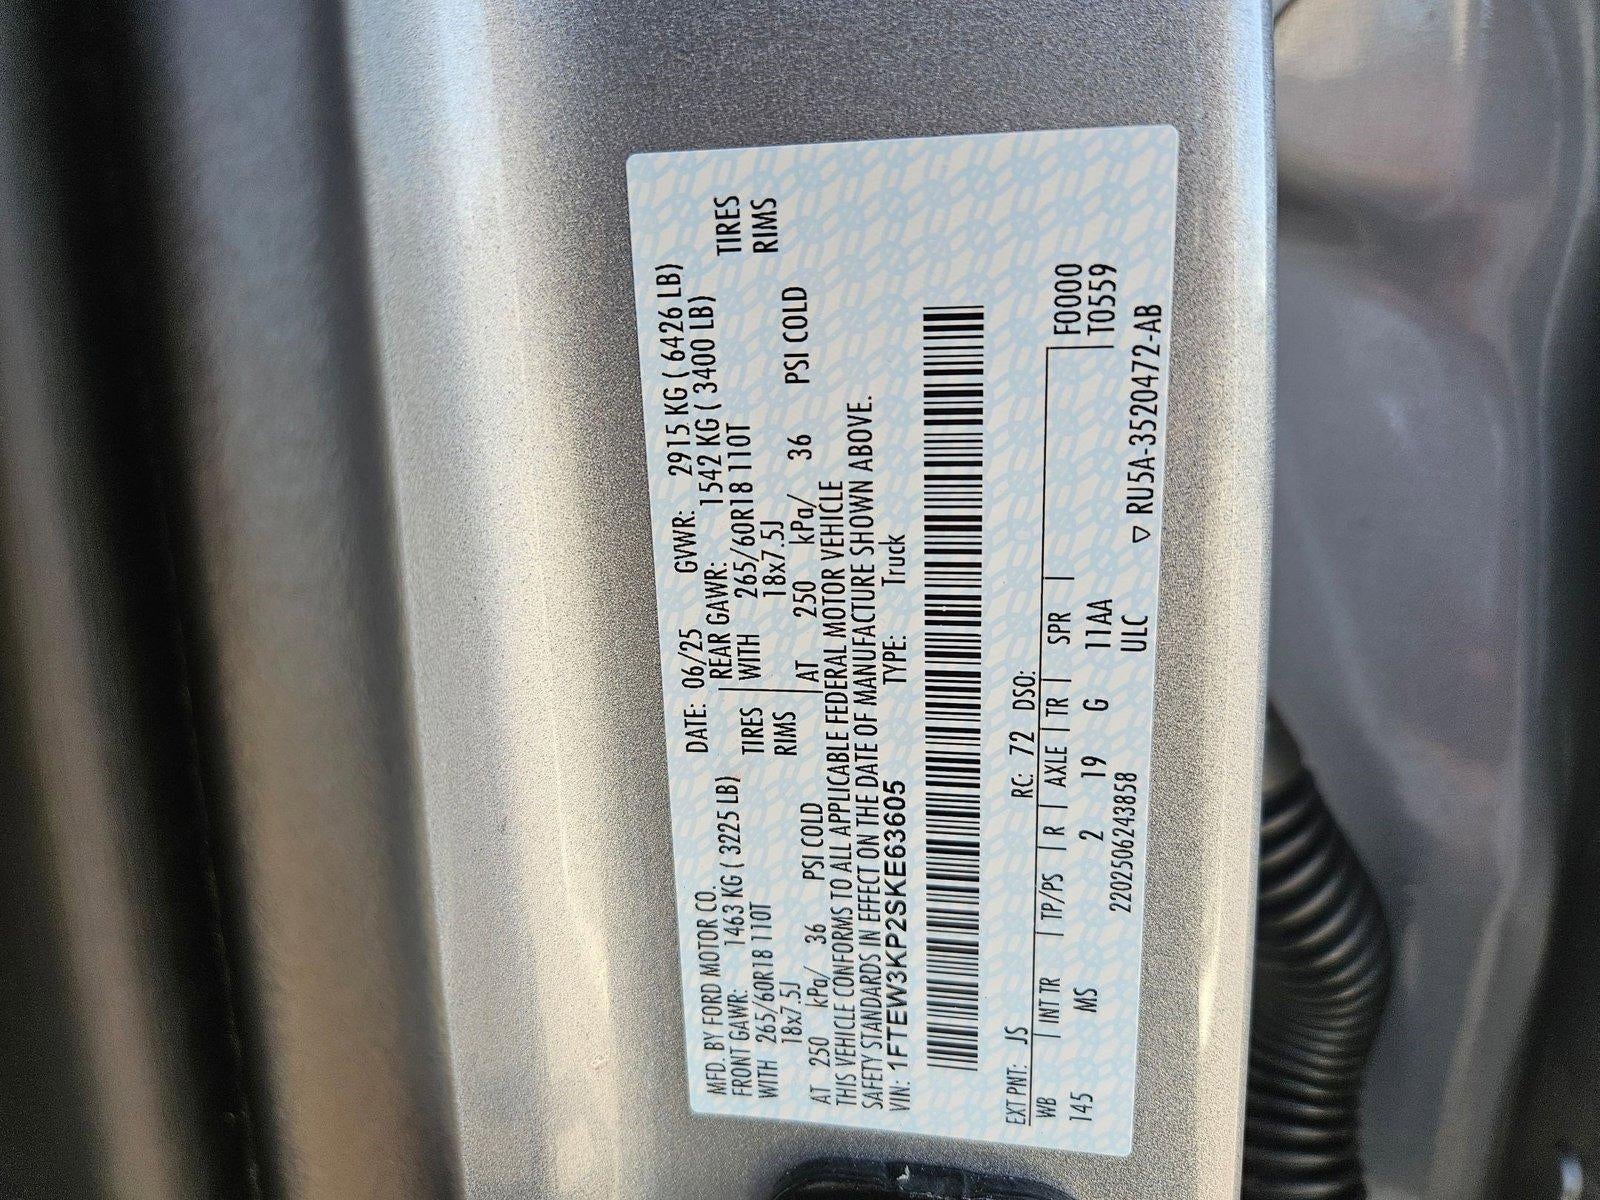 MFD. BY FORD MOTOR CO. DATE: 06/25 GVWR: 2915 KG ( 6426 LB)
FRONT GAWR: 1463 KG ( 3225 LB) REAR GAWR: 1542 KG ( 3400 LB)
WITH 265/60R18 110T TIRES WITH 265/60R18 110T TIRES
18x7.5J RIMS 18x7.5J RIMS
AT 250 kPa/ 36 PSI COLD AT 250 kPa/ 36 PSI COLD
THIS VEHICLE CONFORMS TO ALL APPLICABLE FEDERAL MOTOR VEHICLE
SAFETY STANDARDS IN EFFECT ON THE DATE OF MANUFACTURE SHOWN ABOVE.
VIN: 1FTEW3KP2SKE63605 TYPE: Truck
EXT PNT: JS RC: 72 DSO:
WB INT TR TP/PS R AXLE TR SPR F0000
145 MS 2 19 G 11AA T0559
2202506243858 ULC
▽ RU5A-3520472-AB